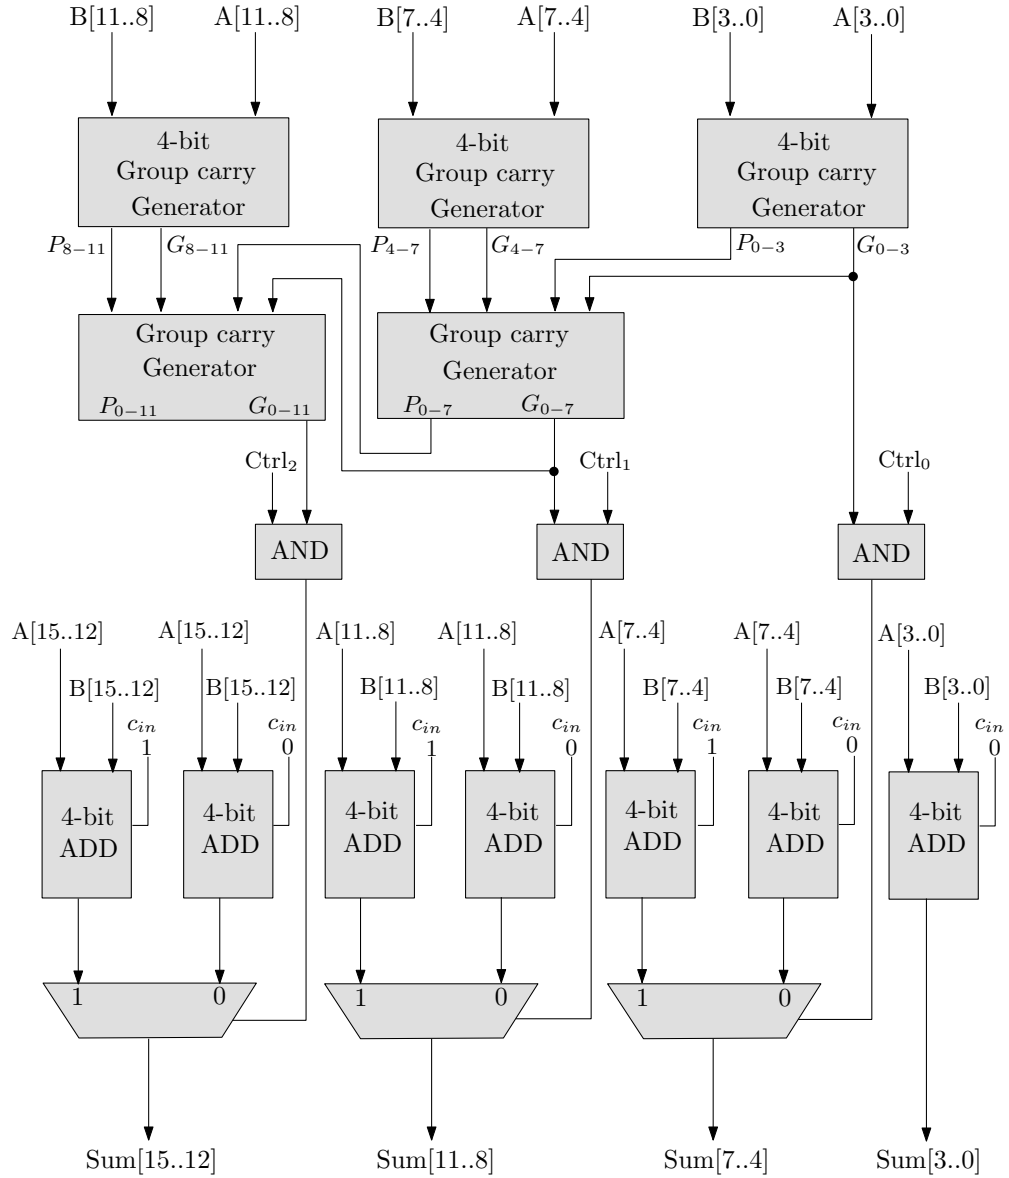 B[11..8] A[11..8] B[7..4] A[7..4] B[3..0] A[3..0]
4-bit
Group carry
Generator
4-bit
Group carry
Generator
4-bit
Group carry
Generator
P8−11 G8−11 P4−7 G4−7 P0−3 G0−3
Group carry
Generator
P0−11 G0−11
Group carry
Generator
P0−7 G0−7
Ctrl2 Ctrl1 Ctrl0
AND AND AND
A[15..12] A[15..12] A[11..8] A[11..8] A[7..4] A[7..4] A[3..0]
B[15..12] B[15..12] B[11..8] B[11..8] B[7..4] B[7..4] B[3..0]
cin cin cin cin cin cin cin
1 0 1 0 1 0 0
4-bit
ADD
4-bit
ADD
4-bit
ADD
4-bit
ADD
4-bit
ADD
4-bit
ADD
4-bit
ADD
1 0 1 0 1 0
Sum[15..12] Sum[11..8] Sum[7..4] Sum[3..0]